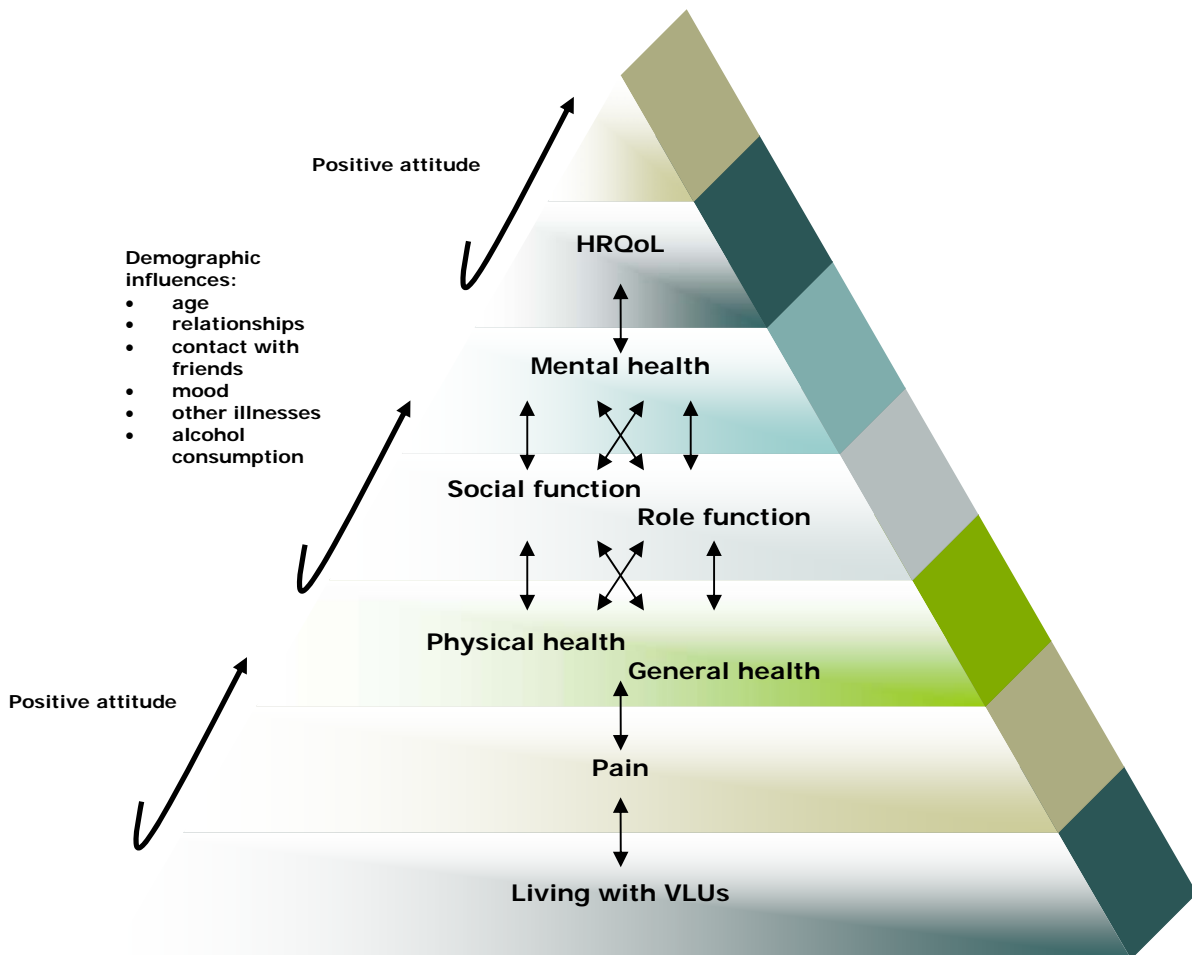 Positive attitude
HRQoL
Demographic
influences:
• age
• relationships
• contact with
friends
• mood
• other illnesses
• alcohol
consumption
Mental health
Social function
Role function
Physical health
General health
Positive attitude
Pain
Living with VLUs